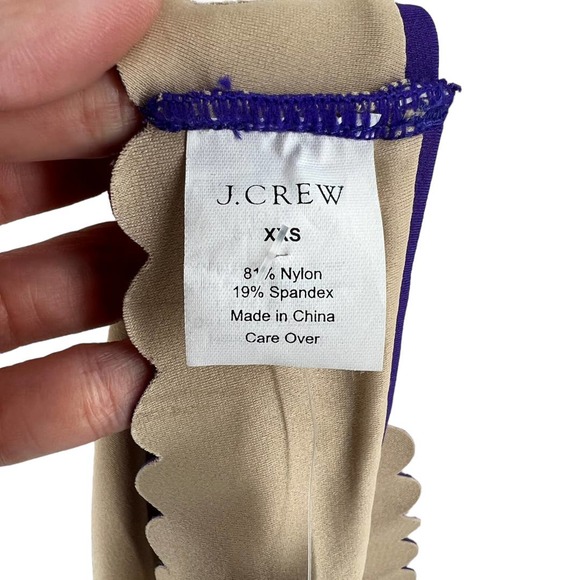 J.CREW
XXS
81% Nylon
19% Spandex
Made in China
Care Over